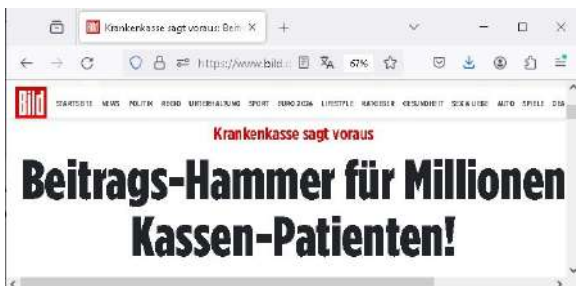 Krankenkasse sagt voraus: Beit
https://www.bild.c 67%
Bild STARTSEITE NEWS POLITIK REGIO UNTERHALTUNG SPORT EURO 2024 LIFESTYLE RATGEBER GESUNDHEIT SEX & LIEBE AUTO SPIELE
Krankenkasse sagt voraus
Beitrags-Hammer für Millionen
Kassen-Patienten!